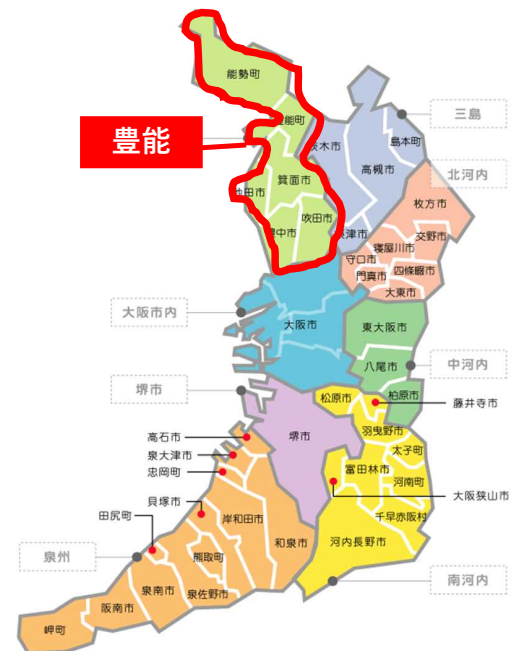 能勢町
豊能
豊能町
三島
茨木市
島本町
高槻市
箕面市
北河内
池田市
枚方市
吹田市
豊中市
摂津市
交野市
寝屋川市
守口市
門真市
四條畷市
大東市
大阪市内
大阪市
東大阪市
八尾市
中河内
堺市
松原市
柏原市
藤井寺市
高石市
堺市
羽曳野市
泉大津市
太子町
忠岡町
富田林市
河南町
貝塚市
大阪狭山市
田尻町
岸和田市
千早赤阪村
和泉市
河内長野市
泉州
熊取町
泉南市
泉佐野市
南河内
阪南市
岬町